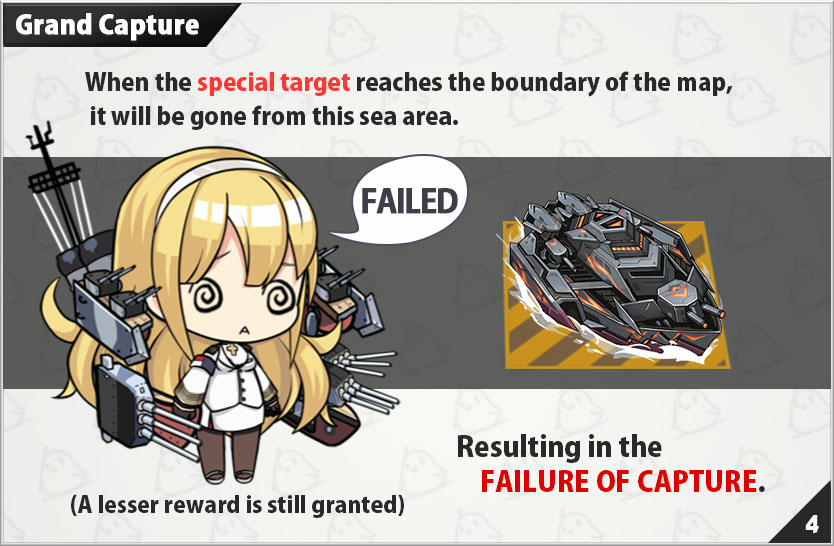 Grand Capture
When the special target reaches the boundary of the map,
it will be gone from this sea area.
FAILED
Resulting in the
FAILURE OF CAPTURE.
(A lesser reward is still granted)
4